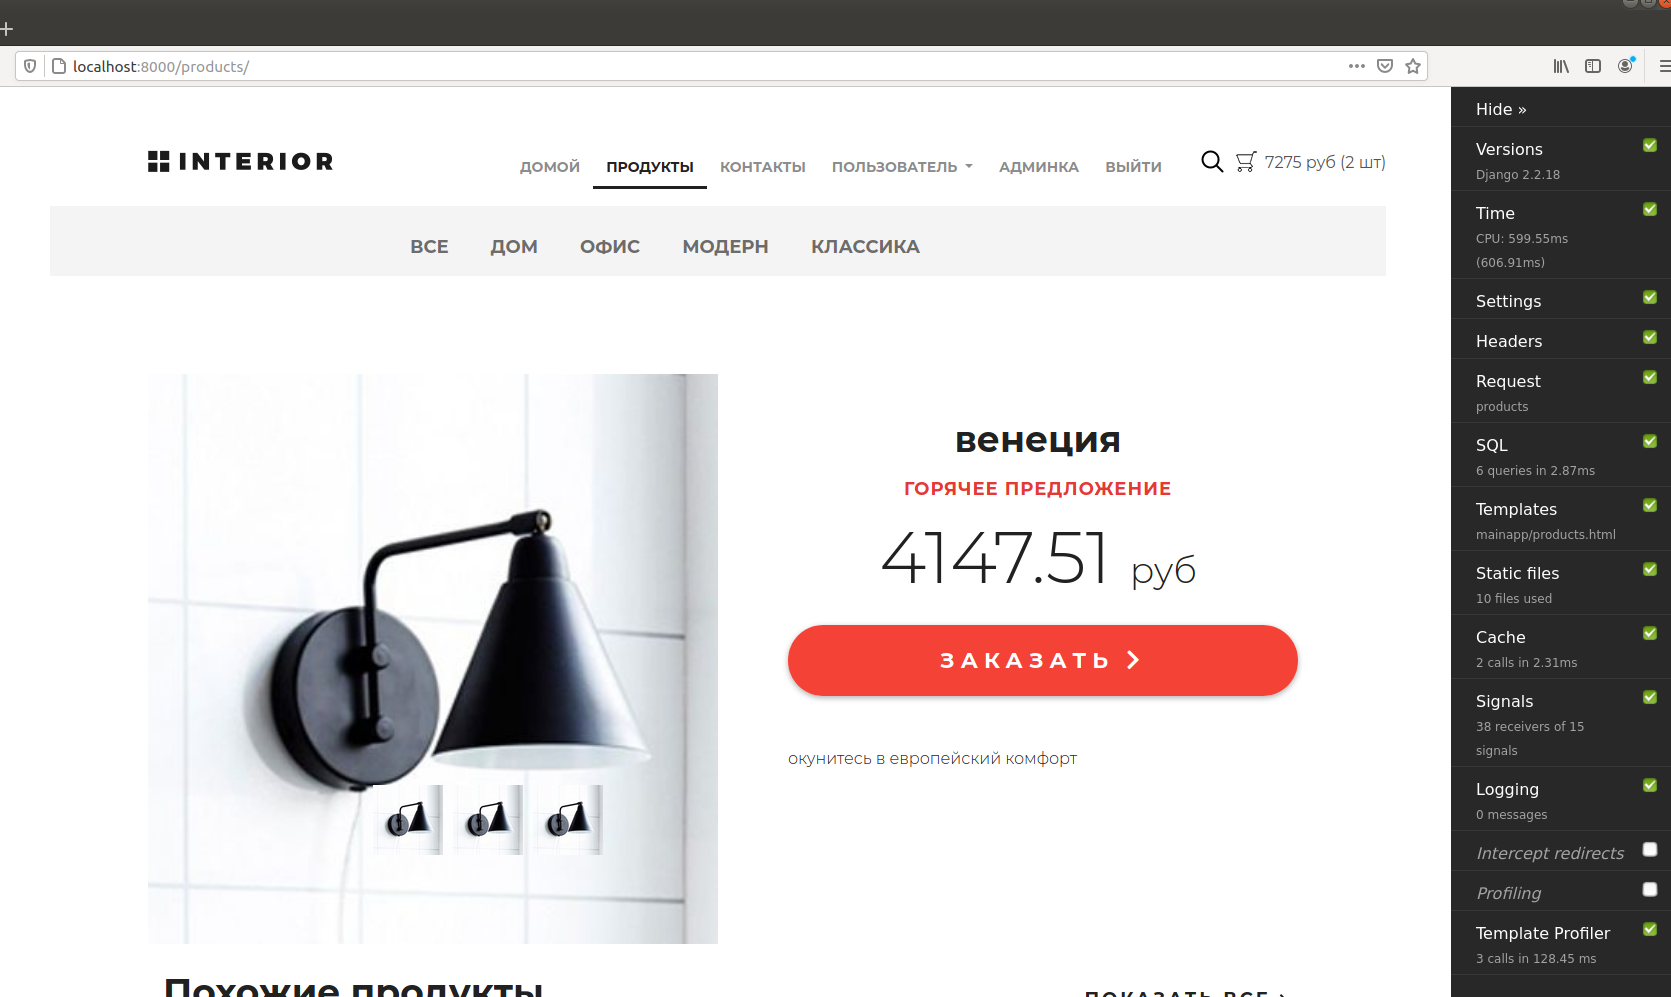 localhost:8000/products/
INTERIOR
ДОМОЙ ПРОДУКТЫ КОНТАКТЫ ПОЛЬЗОВАТЕЛЬ АДМИНКА ВЫЙТИ 7275 руб (2 шт)
ВСЕ ДОМ ОФИС МОДЕРН КЛАССИКА
венеция
ГОРЯЧЕЕ ПРЕДЛОЖЕНИЕ
4147.51 руб
ЗАКАЗАТЬ
окунитесь в европейский комфорт
Похожие продукты
ПОКАЗАТЬ ВСЕ
Hide »
Versions
Django 2.2.18
Time
CPU: 599.55ms
(606.91ms)
Settings
Headers
Request
products
SQL
6 queries in 2.87ms
Templates
mainapp/products.html
Static files
10 files used
Cache
2 calls in 2.31ms
Signals
38 receivers of 15
signals
Logging
0 messages
Intercept redirects
Profiling
Template Profiler
3 calls in 128.45 ms